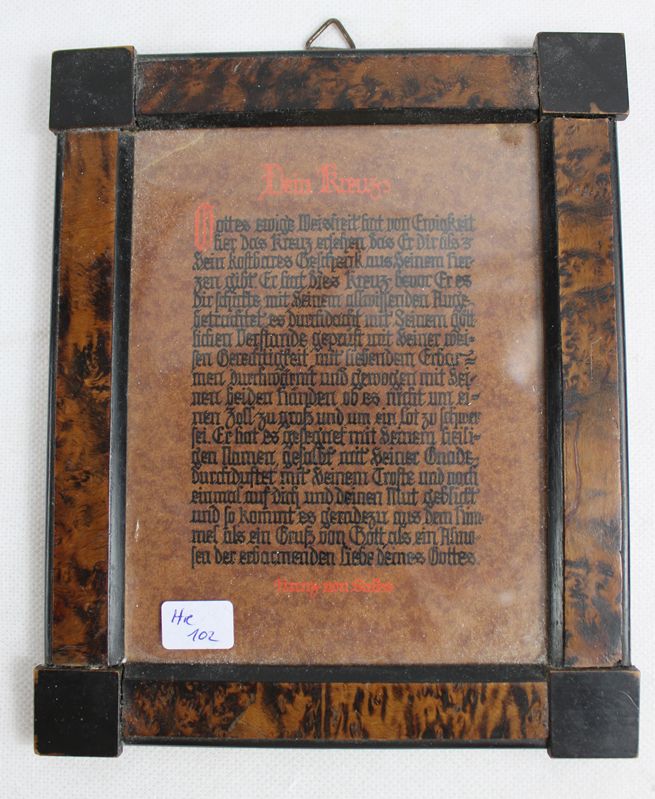 Dein Kreuz
Gottes ewige Weisheit hat von Ewigkeit
her das Kreuz ersehen, das Er dir als
Sein kostbares Geschenk aus Seinem Her-
zen gibt. Er hat dies Kreuz, bevor Er es
dir schickte mit Seinem allwissenden Auge
betrachtet, es durchdacht mit Seinem gött-
lichen Verstande, geprüft mit Seiner wei-
sen Gerechtigkeit, mit liebendem Erbar=
men durchwärmt und gewogen mit Sei-
nen beiden Händen ob es nicht um ei-
nen Zoll zu groß und um ein Lot zu schwer
sei. Er hat es gesegnet mit Seinem heili-
gen Namen, gesalbt mit Seiner Gnade,
durchduftet mit Seinem Troste und noch
einmal auf dich und deinen Mut geblickt
und so kommt es geradezu aus dem Him-
mel als ein Gruß von Gott als ein Almo-
sen der erbarmenden Liebe deines Gottes.
Franz von Sales
HR
102